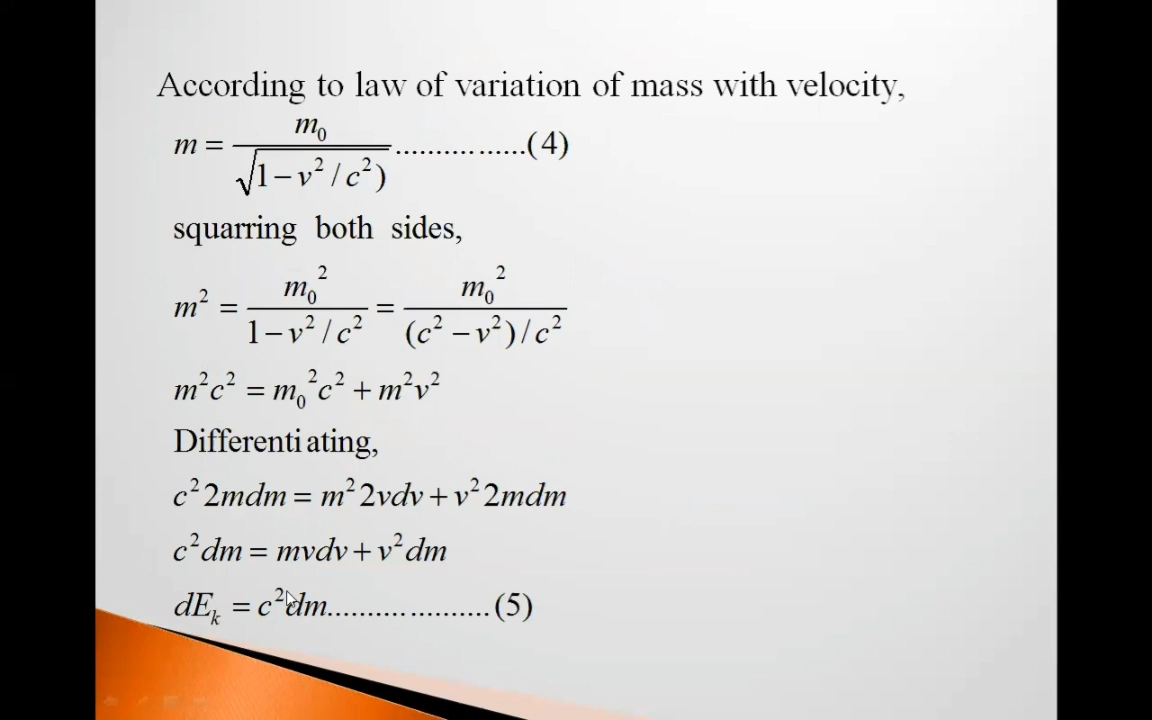 According to law of variation of mass with velocity,
m = m₀ / √1 − v² / c²) ................(4)
squarring both sides,
m² = m₀² / 1 − v² / c² = m₀² / (c² − v²) / c²
m²c² = m₀²c² + m²v²
Differentiating,
c²2mdm = m²2vdv + v²2mdm
c²dm = mvdv + v²dm
dEₖ = c²dm....................(5)